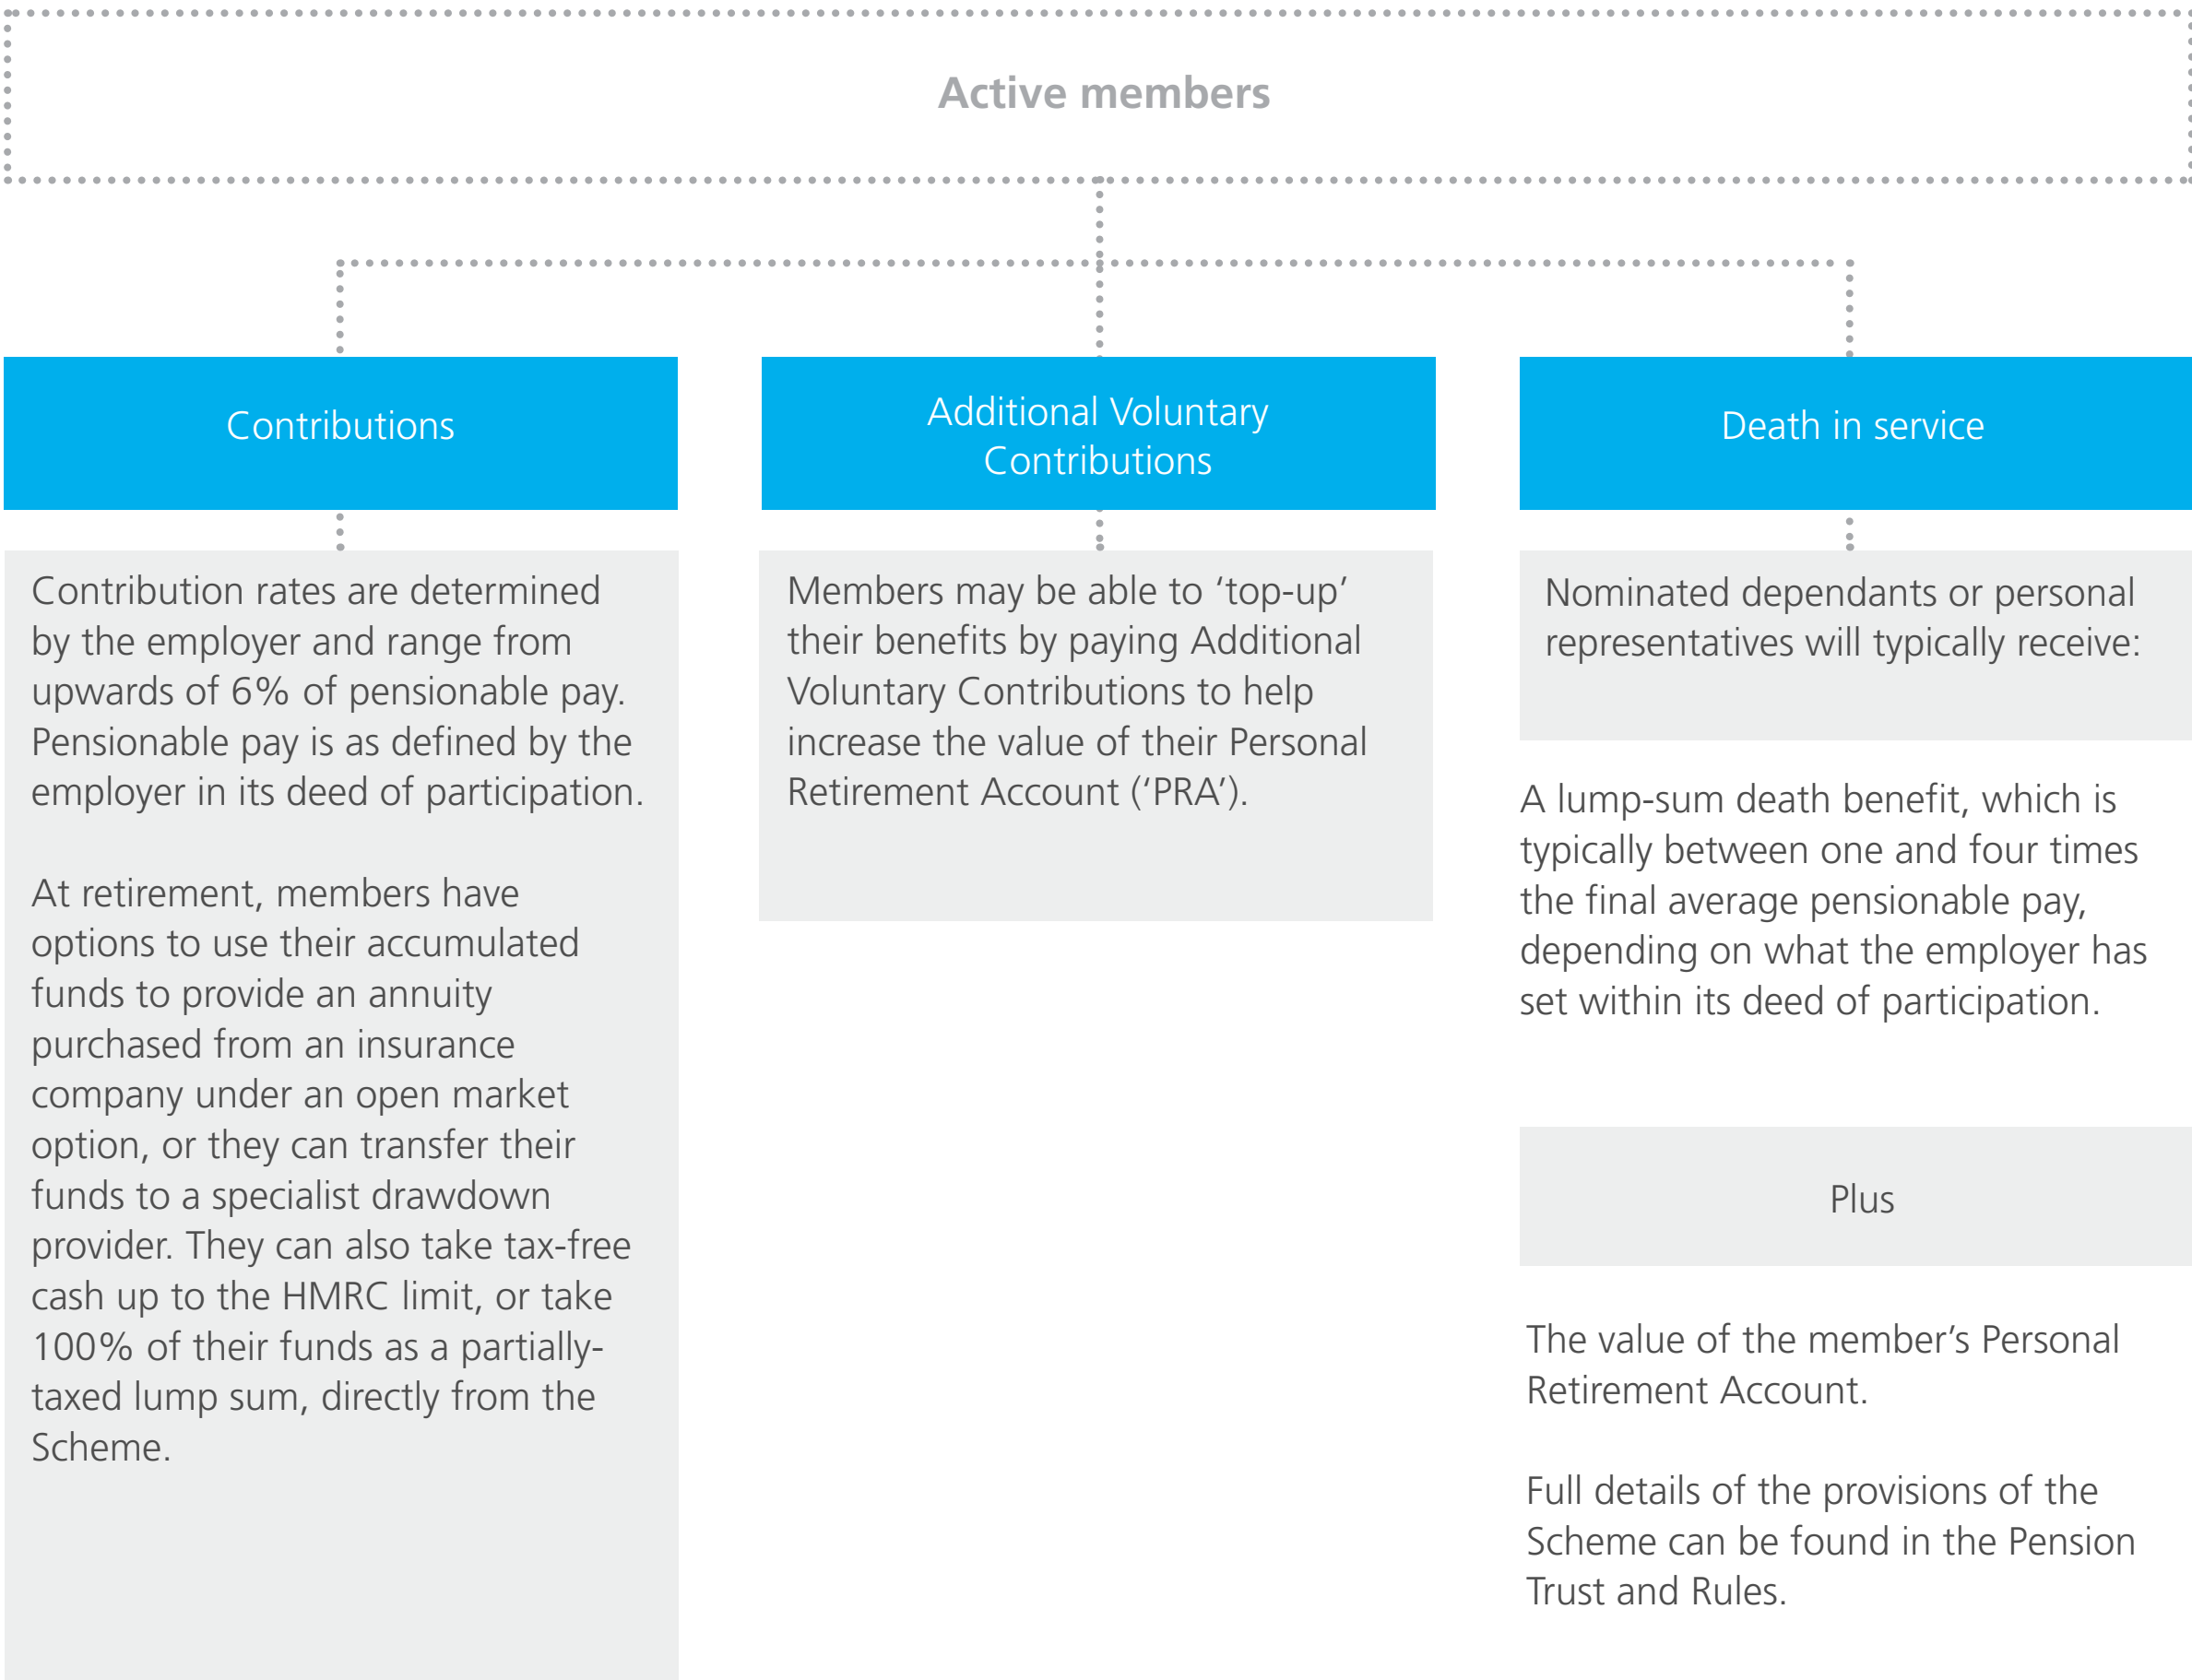 Active members
Contributions
Contribution rates are determined
by the employer and range from
upwards of 6% of pensionable pay.
Pensionable pay is as defined by the
employer in its deed of participation.
At retirement, members have
options to use their accumulated
funds to provide an annuity
purchased from an insurance
company under an open market
option, or they can transfer their
funds to a specialist drawdown
provider. They can also take tax-free
cash up to the HMRC limit, or take
100% of their funds as a partially-
taxed lump sum, directly from the
Scheme.
Additional Voluntary
Contributions
Members may be able to ‘top-up’
their benefits by paying Additional
Voluntary Contributions to help
increase the value of their Personal
Retirement Account (‘PRA’).
Death in service
Nominated dependants or personal
representatives will typically receive:
A lump-sum death benefit, which is
typically between one and four times
the final average pensionable pay,
depending on what the employer has
set within its deed of participation.
Plus
The value of the member’s Personal
Retirement Account.
Full details of the provisions of the
Scheme can be found in the Pension
Trust and Rules.